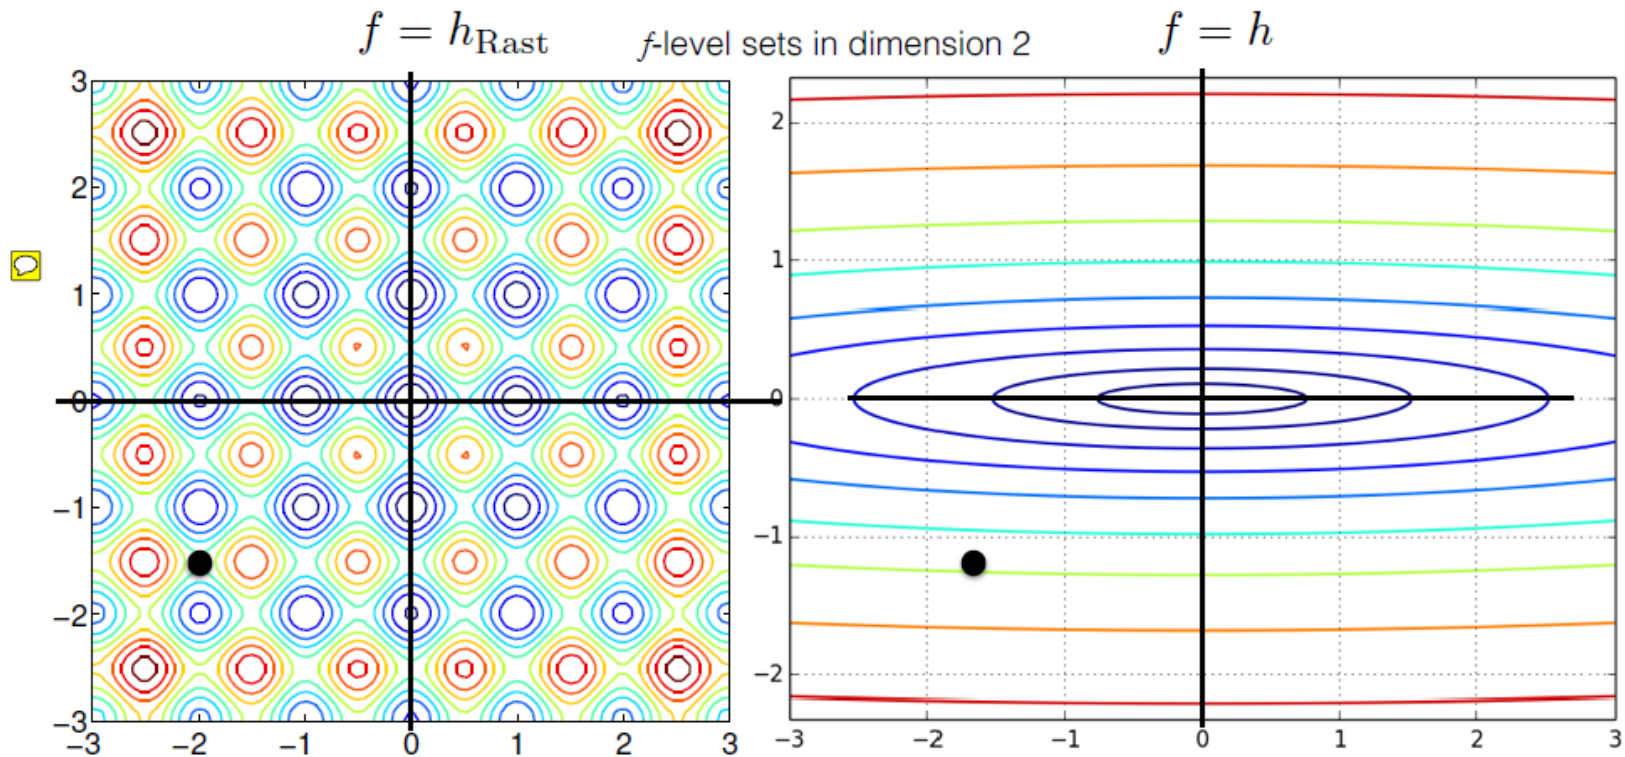 f = h_Rast
f-level sets in dimension 2
f = h
3
2
1
0
−1
−2
−3
−3 −2 −1 0 1 2 3
2
1
0
−1
−2
−3 −2 −1 0 1 2 3